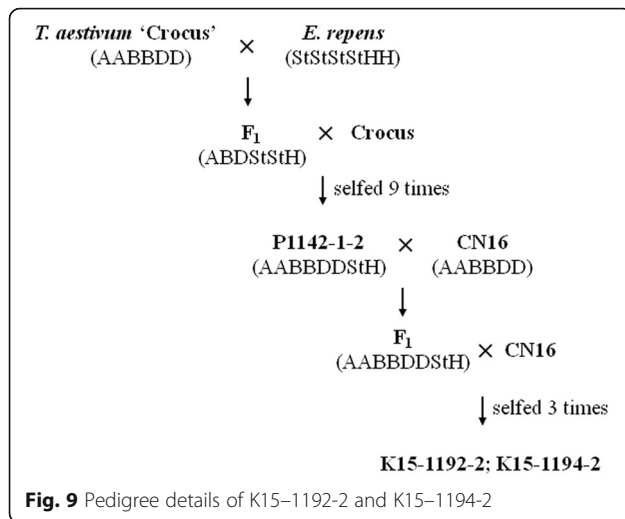 T. aestivum ‘Crocus’ × E. repens
(AABBDD) (StStStStHH)
F1 × Crocus
(ABDStStH)
selfed 9 times
P1142-1-2 × CN16
(AABBDDStH) (AABBDD)
F1 × CN16
(AABBDDStH)
selfed 3 times
K15-1192-2; K15-1194-2
Fig. 9 Pedigree details of K15–1192-2 and K15–1194-2